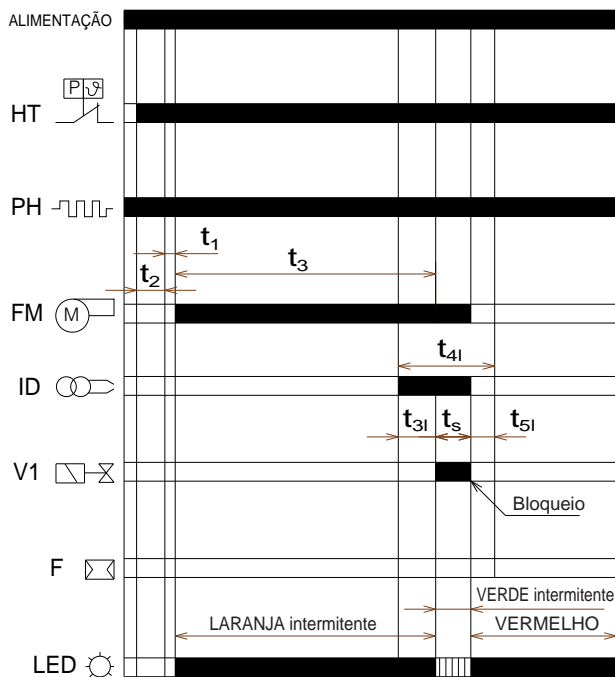 ALIMENTAÇÃO
P ϑ
HT
PH
t1
t3
t2
FM M
t4l
ID
t3l ts t5l
V1
Bloqueio
F
VERDE intermitente
LARANJA intermitente VERMELHO
LED